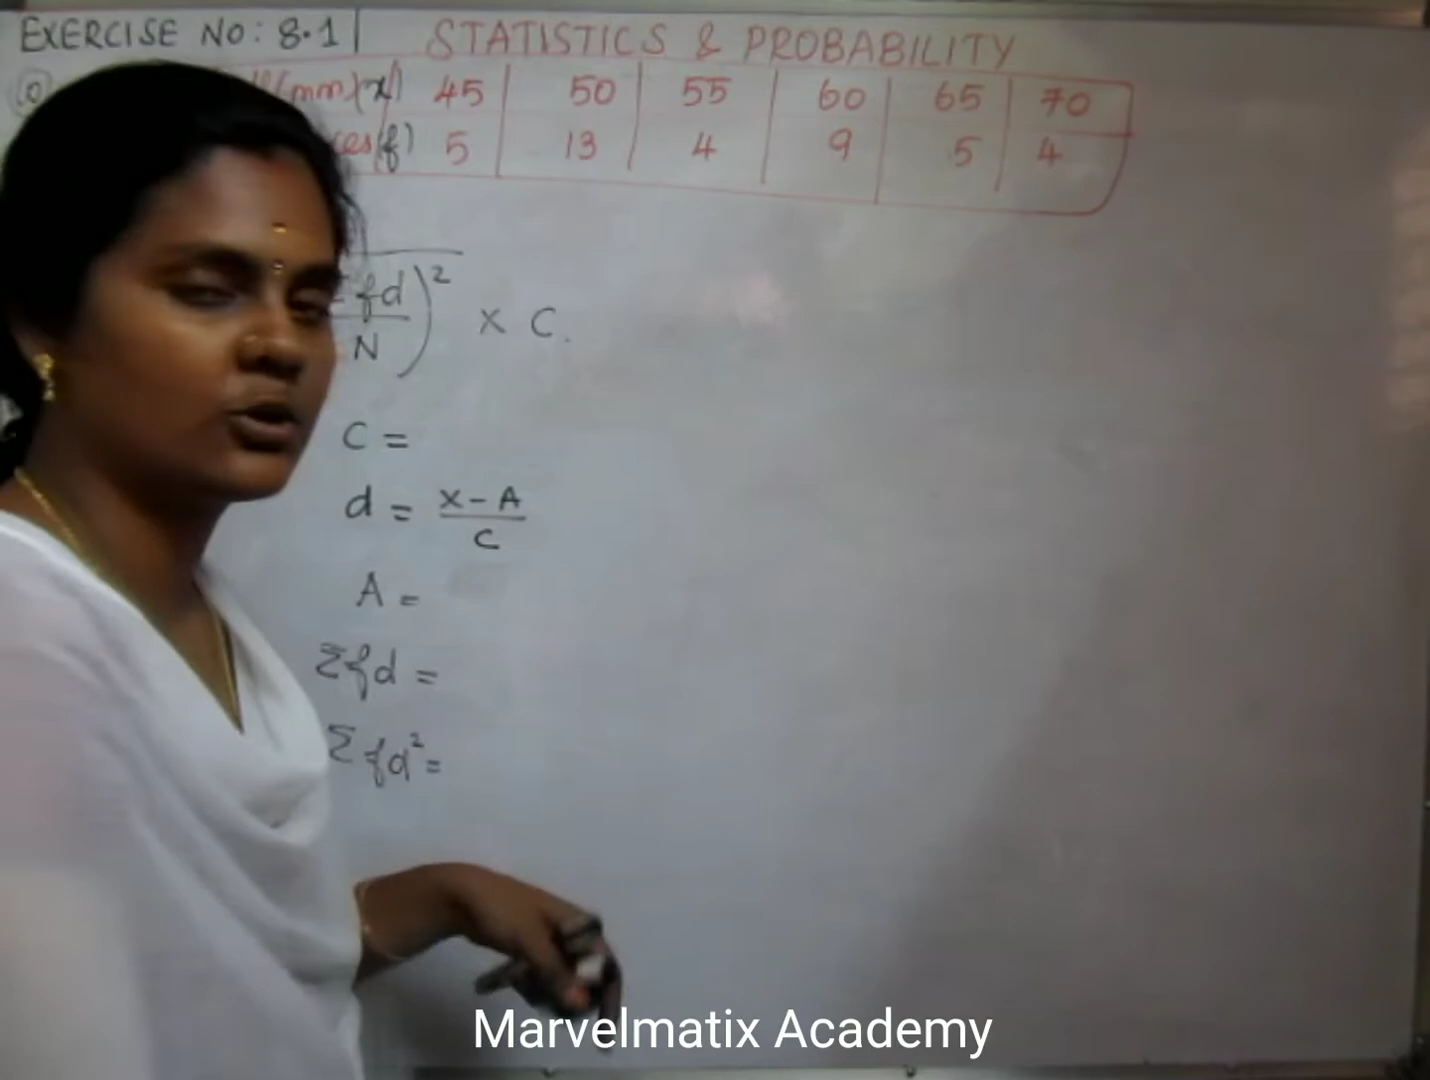 EXERCISE NO: 8.1 STATISTICS & PROBABILITY
(mm)(x) 45 50 55 60 65 70
(f) 5 13 4 9 5 4
Σfd/N)² × C.
C =
d = x-A/C
A =
Σfd =
Σfd² =
Marvelmatix Academy